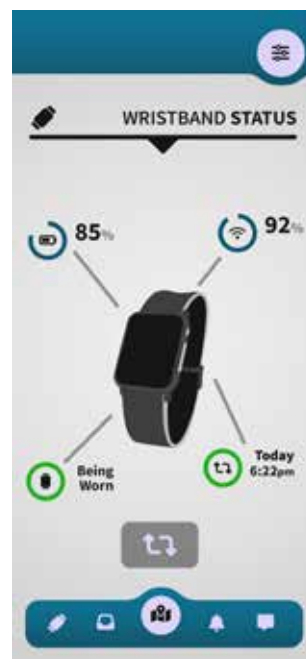 WRISTBAND STATUS
85%
92%
Being
Worn
Today
6:22pm